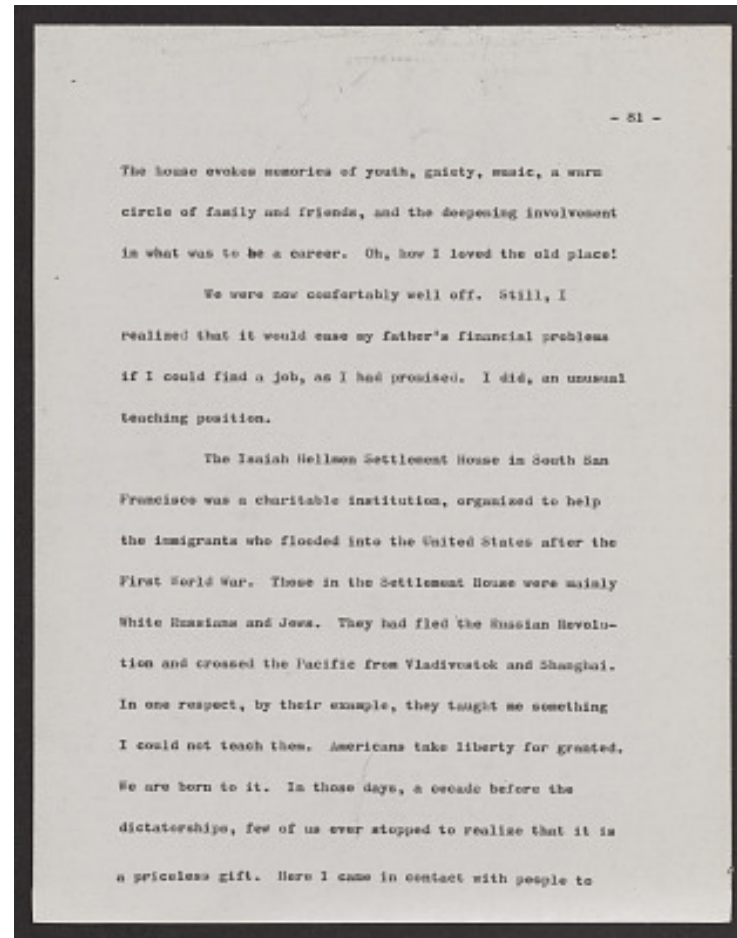 - 81 -
The house evokes memories of youth, gaiety, music, a warm
circle of family and friends, and the deepening involvement
in what was to be a career. Oh, how I loved the old place!
We were now comfortably well off. Still, I
realized that it would ease my father's financial problems
if I could find a job, as I had promised. I did, an unusual
teaching position.
The Isaiah Hellman Settlement House in South San
Francisco was a charitable institution, organized to help
the immigrants who flooded into the United States after the
First World War. Those in the Settlement House were mainly
White Russians and Jews. They had fled the Russian Revolu-
tion and crossed the Pacific from Vladivostok and Shanghai.
In one respect, by their example, they taught me something
I could not teach them. Americans take liberty for granted.
We are born to it. In those days, a decade before the
dictatorships, few of us ever stopped to realize that it is
a priceless gift. Here I came in contact with people to